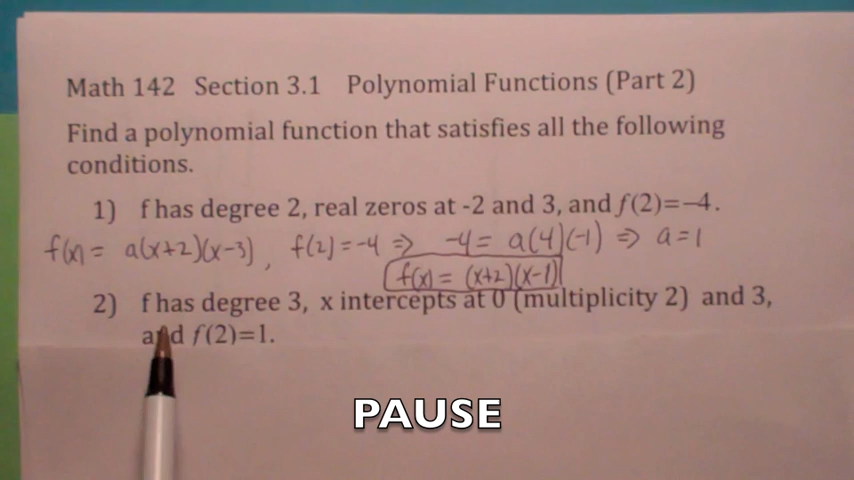 Math 142 Section 3.1 Polynomial Functions (Part 2)
Find a polynomial function that satisfies all the following
conditions.
1) f has degree 2, real zeros at -2 and 3, and f(2)=-4.
f(x) = a(x+2)(x-3), f(2)=-4 => -4 = a(4)(-1) => a=1
f(x) = (x+2)(x-1)
2) f has degree 3, x intercepts at 0 (multiplicity 2) and 3,
and f(2)=1.
PAUSE